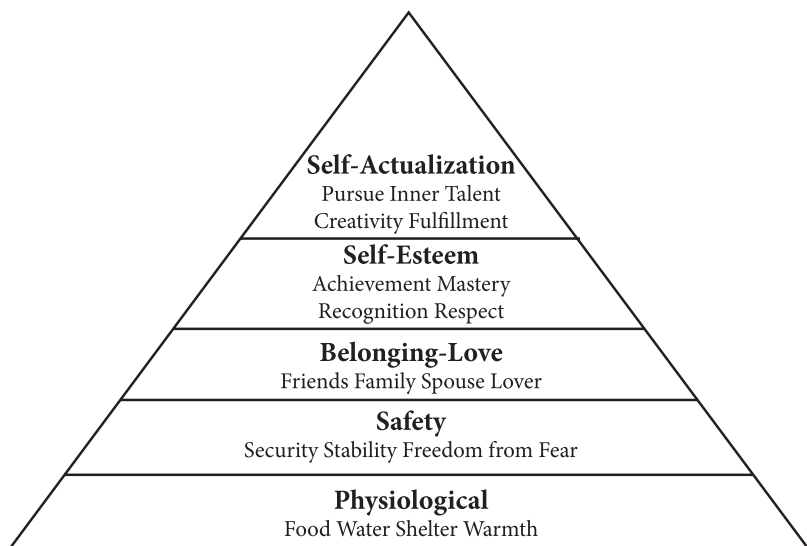 Self-Actualization
Pursue Inner Talent
Creativity Fulfillment
Self-Esteem
Achievement Mastery
Recognition Respect
Belonging-Love
Friends Family Spouse Lover
Safety
Security Stability Freedom from Fear
Physiological
Food Water Shelter Warmth